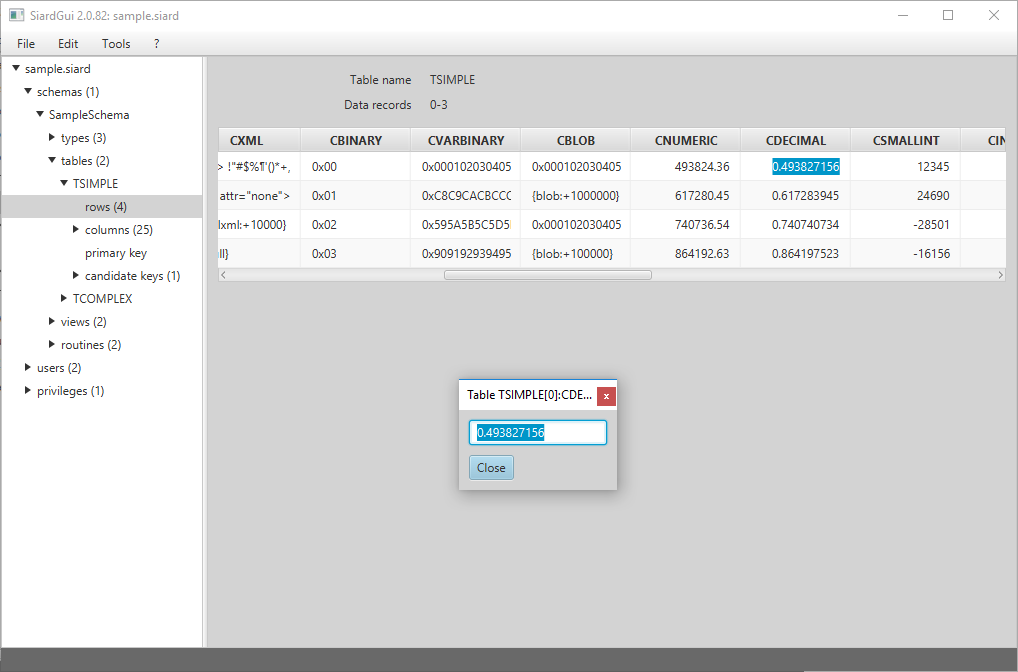 SiardGui 2.0.82: sample.siard
File Edit Tools ?
sample.siard
schemas (1)
SampleSchema
types (3)
tables (2)
TSIMPLE
rows (4)
columns (25)
primary key
candidate keys (1)
TCOMPLEX
views (2)
routines (2)
users (2)
privileges (1)
Table name TSIMPLE
Data records 0-3
CXML CBINARY CVARBINARY CBLOB CNUMERIC CDECIMAL CSMALLINT CIN
> !"#$%¶'()*+, 0x00 0x000102030405 0x000102030405 493824.36 0.493827156 12345
attr="none"> 0x01 0xC8C9CACBCCC {blob:+1000000} 617280.45 0.617283945 24690
lxml:+10000} 0x02 0x595A5B5C5D5 0x000102030405 740736.54 0.740740734 -28501
ll} 0x03 0x909192939495 {blob:+100000} 864192.63 0.864197523 -16156
Table TSIMPLE[0]:CDE... x
0.493827156
Close